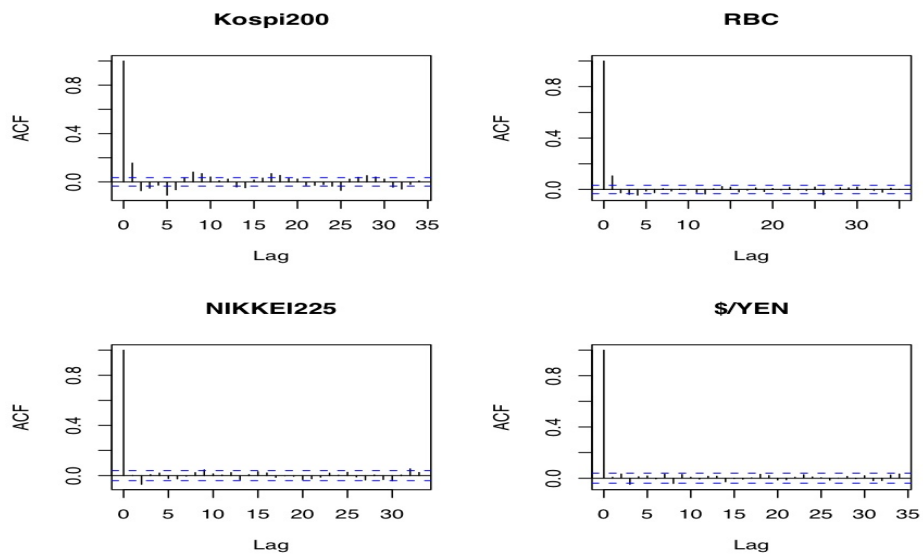 Kospi200
ACF
0.0 0.4 0.8
0 5 10 15 20 25 30 35
Lag
RBC
ACF
0.0 0.4 0.8
0 5 10 20 30
Lag
NIKKEI225
ACF
0.0 0.4 0.8
0 5 10 15 20 25 30
Lag
$/YEN
ACF
0.0 0.4 0.8
0 5 10 15 20 25 30 35
Lag